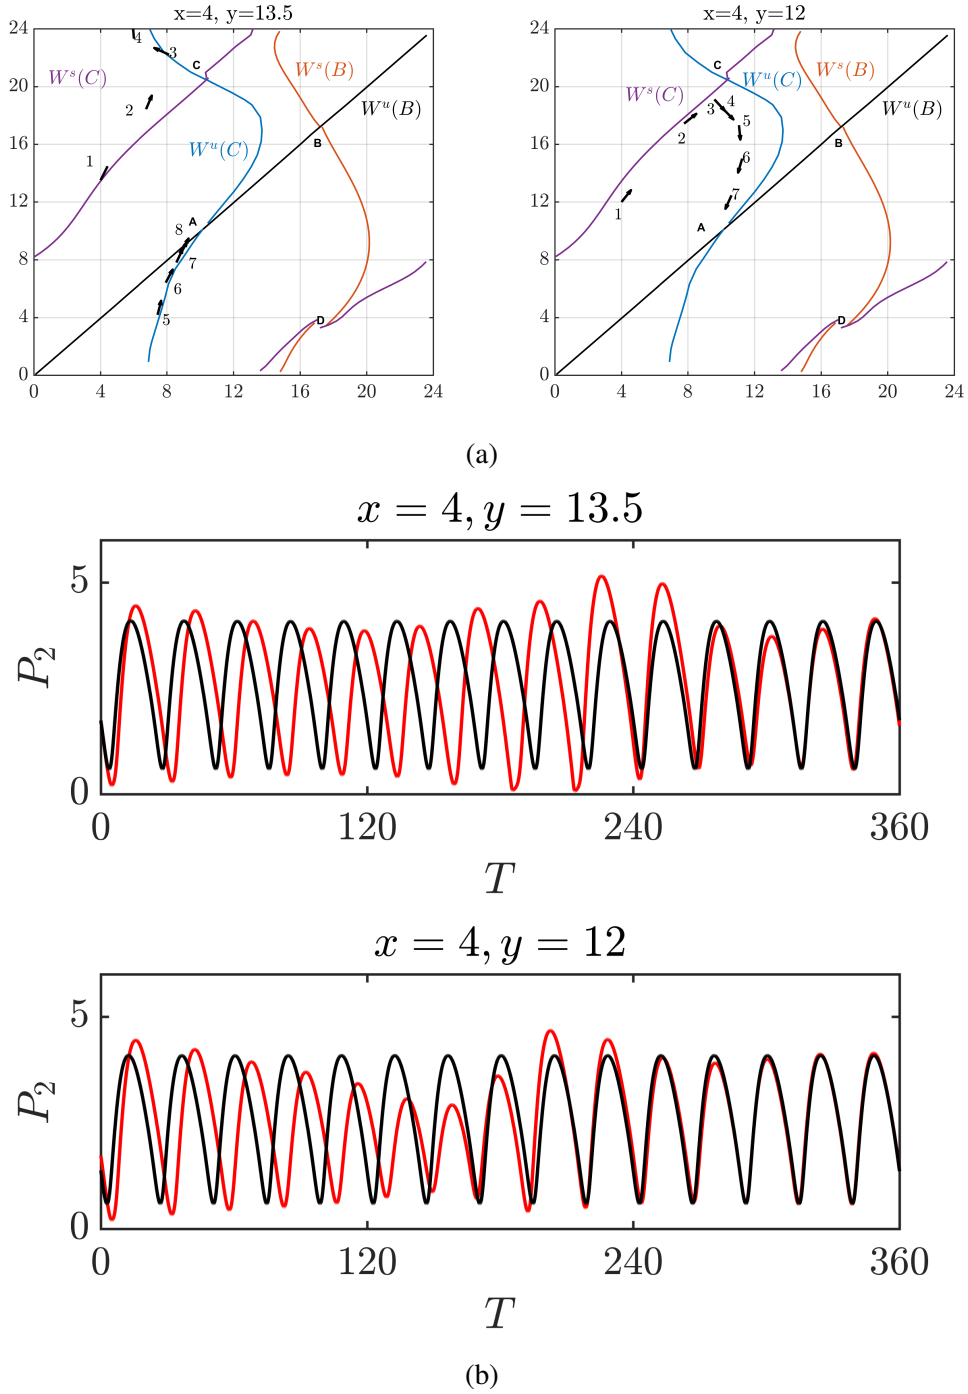 x=4, y=13.5
24
20
16
12
8
4
0
0 4 8 12 16 20 24
W^s(C)
W^u(C)
W^s(B)
W^u(B)
A
B
C
D
1
2
3
4
5
6
7
8
x=4, y=12
24
20
16
12
8
4
0
0 4 8 12 16 20 24
W^s(C)
W^u(C)
W^s(B)
W^u(B)
A
B
C
D
1
2
3
4
5
6
7
(a)
x = 4, y = 13.5
5
P_2
0
0 120 240 360
T
x = 4, y = 12
5
P_2
0
0 120 240 360
T
(b)